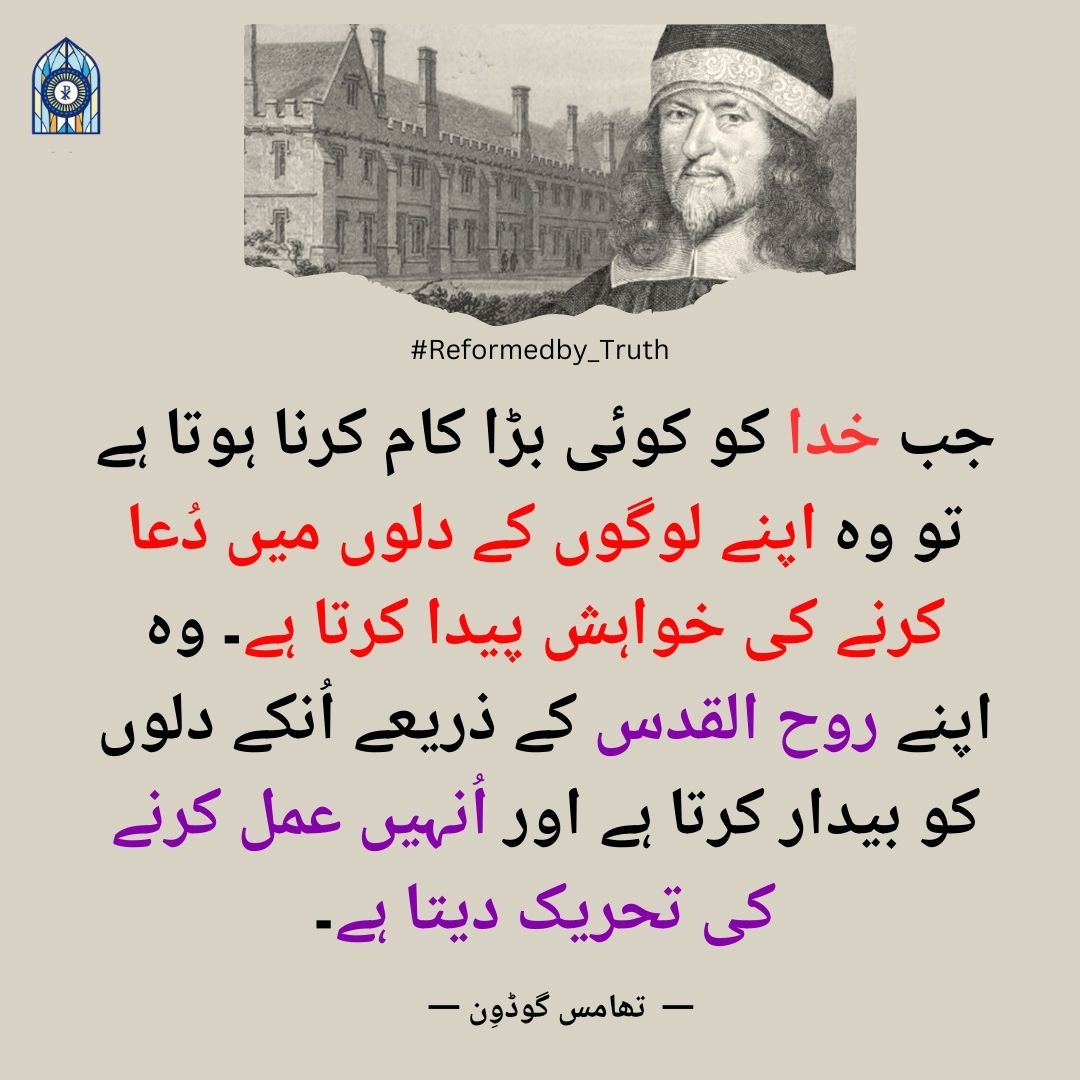 #Reformedby_Truth
جب خدا کو کوئی بڑا کام کرنا ہوتا ہے
تو وہ اپنے لوگوں کے دلوں میں دُعا
کرنے کی خواہش پیدا کرتا ہے۔ وہ
اپنے روح القدس کے ذریعے اُنکے دلوں
کو بیدار کرتا ہے اور اُنہیں عمل کرنے
کی تحریک دیتا ہے۔
— تھامس گوڈوِن —